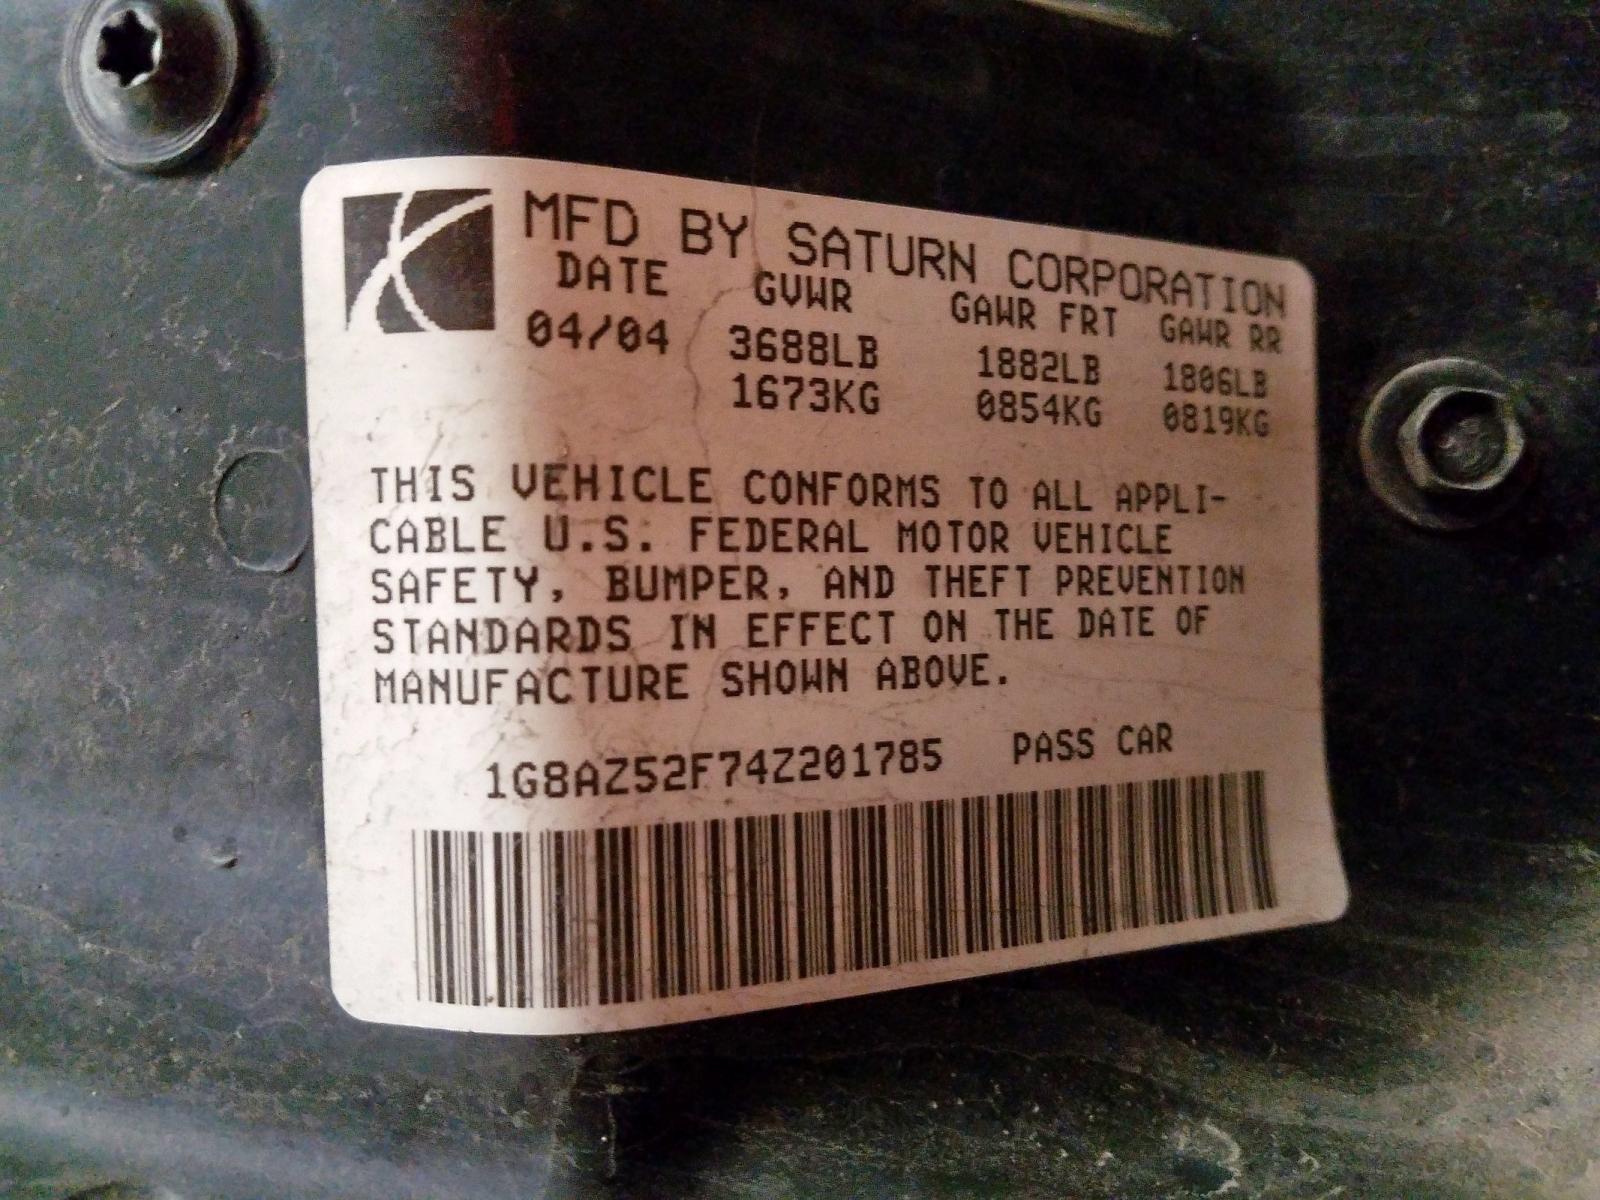 MFD BY SATURN CORPORATION
DATE GVWR GAWR FRT GAWR RR
04/04 3688LB 1882LB 1806LB
1673KG 0854KG 0819KG
THIS VEHICLE CONFORMS TO ALL APPLI-
CABLE U.S. FEDERAL MOTOR VEHICLE
SAFETY, BUMPER, AND THEFT PREVENTION
STANDARDS IN EFFECT ON THE DATE OF
MANUFACTURE SHOWN ABOVE.
1G8AZ52F74Z201785 PASS CAR